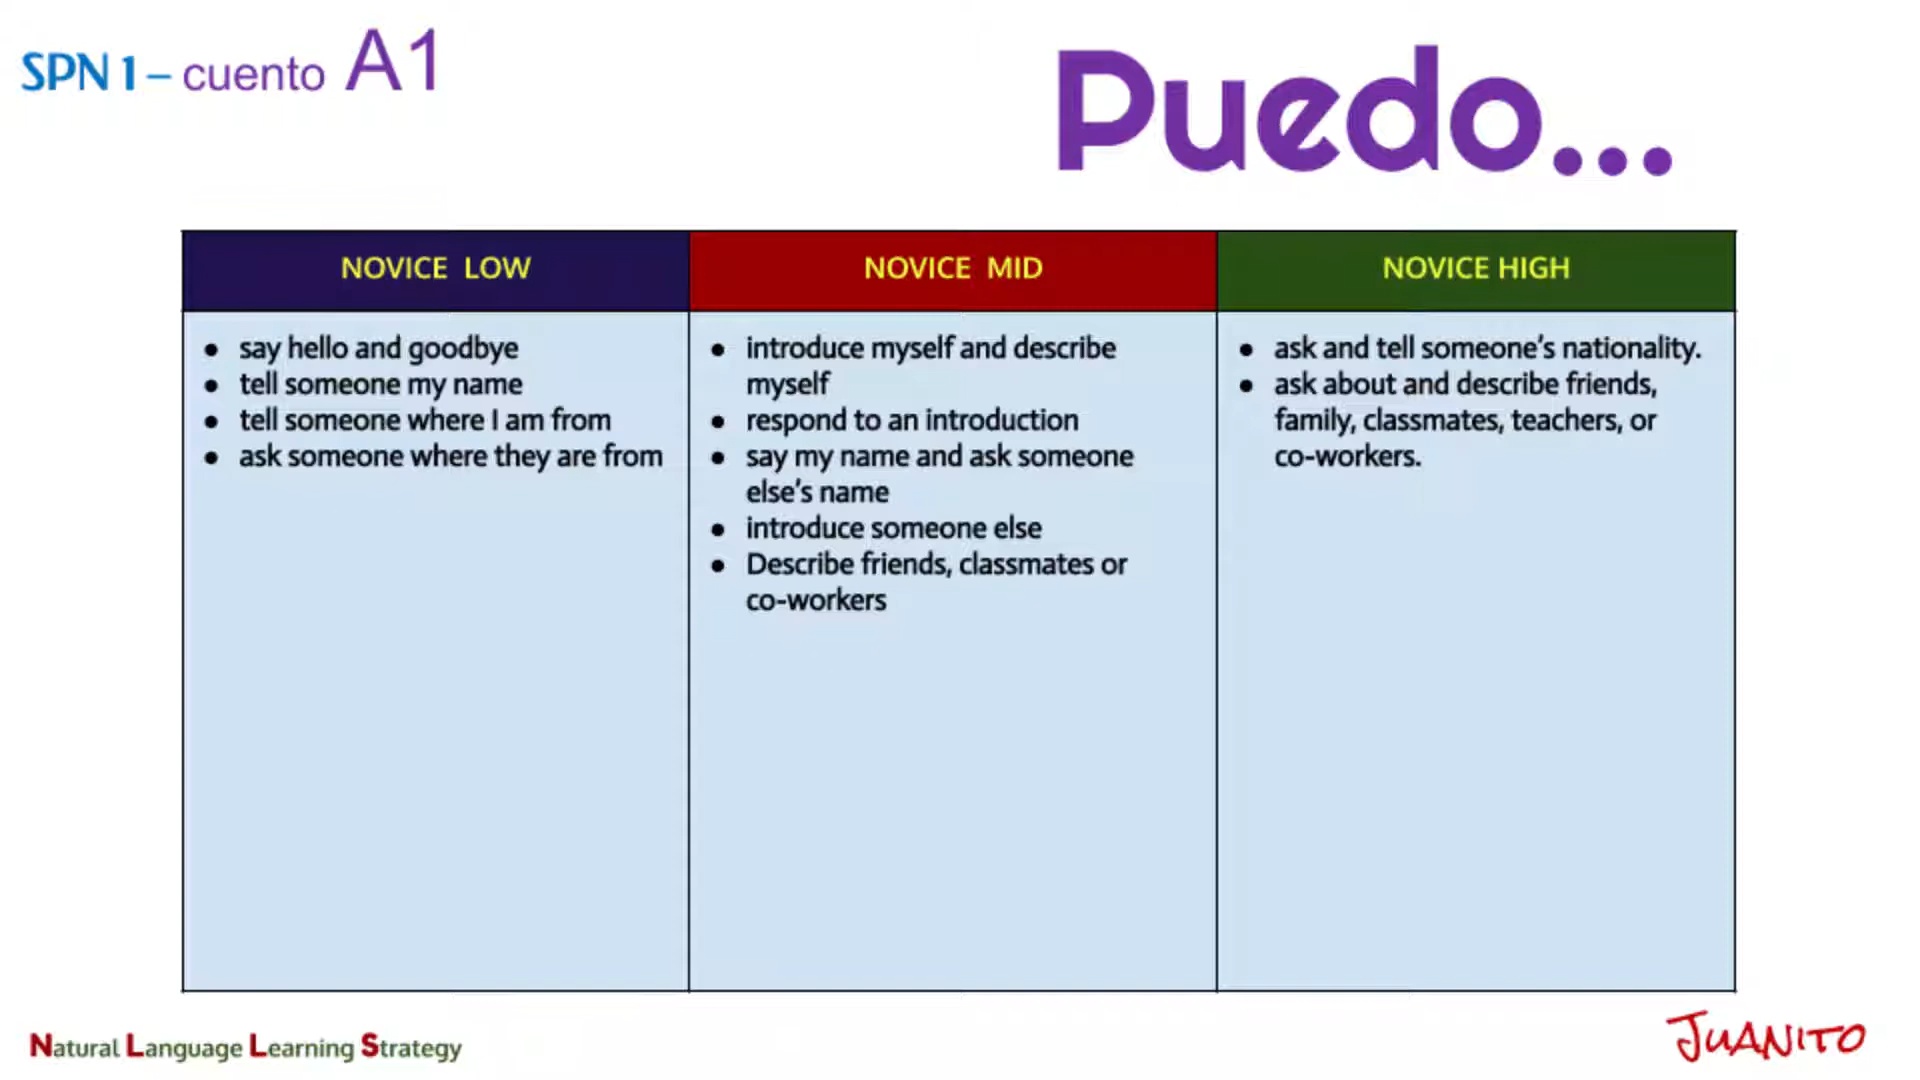 SPN 1 – cuento A1
Puedo...
NOVICE LOW
● say hello and goodbye
● tell someone my name
● tell someone where I am from
● ask someone where they are from
NOVICE MID
● introduce myself and describe
myself
● respond to an introduction
● say my name and ask someone
else's name
● introduce someone else
● Describe friends, classmates or
co-workers
NOVICE HIGH
● ask and tell someone's nationality.
● ask about and describe friends,
family, classmates, teachers, or
co-workers.
Natural Language Learning Strategy
JUANITO